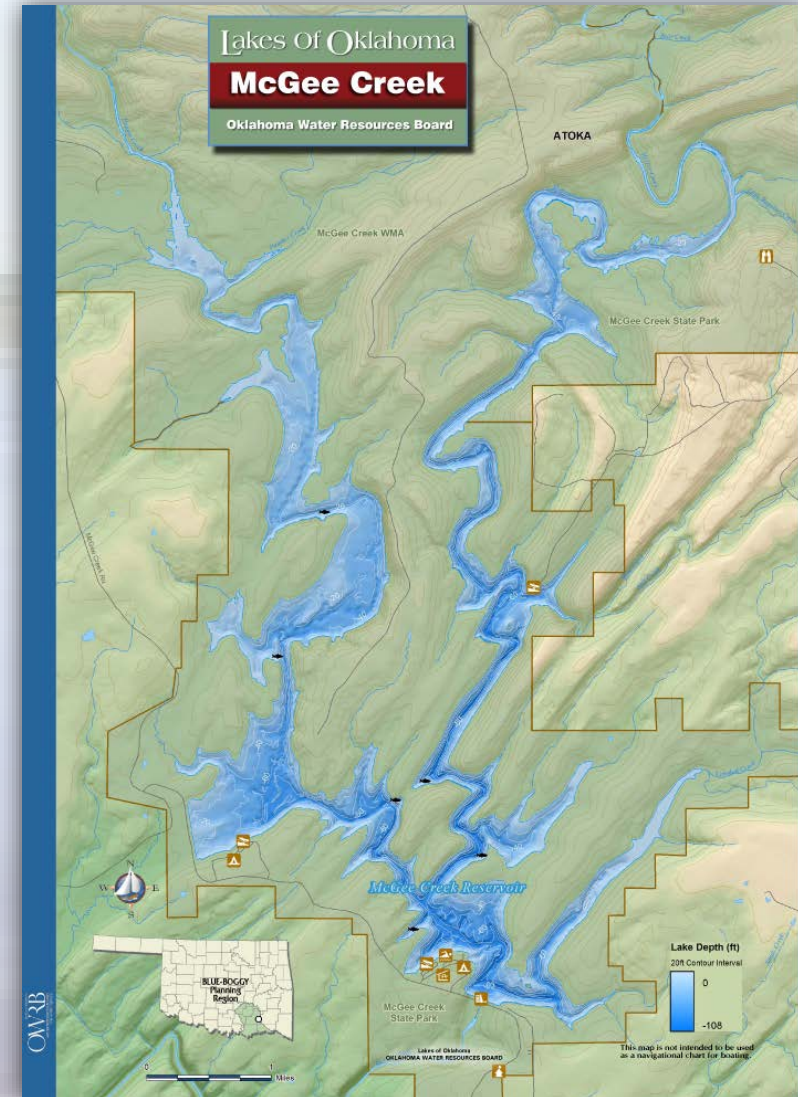 Lakes Of Oklahoma
McGee Creek
Oklahoma Water Resources Board
ATOKA
McGee Creek WMA
McGee Creek State Park
McGee Creek Rd
McGee Creek Reservoir
N
W E
S
BLUE-BOGGY
Planning
Region
McGee Creek
State Park
Lake Depth (ft)
20ft Contour Interval
0
-108
This map is not intended to be used
as a navigational chart for boating.
Lakes of Oklahoma
OKLAHOMA WATER RESOURCES BOARD
0 1
Miles
OWRB